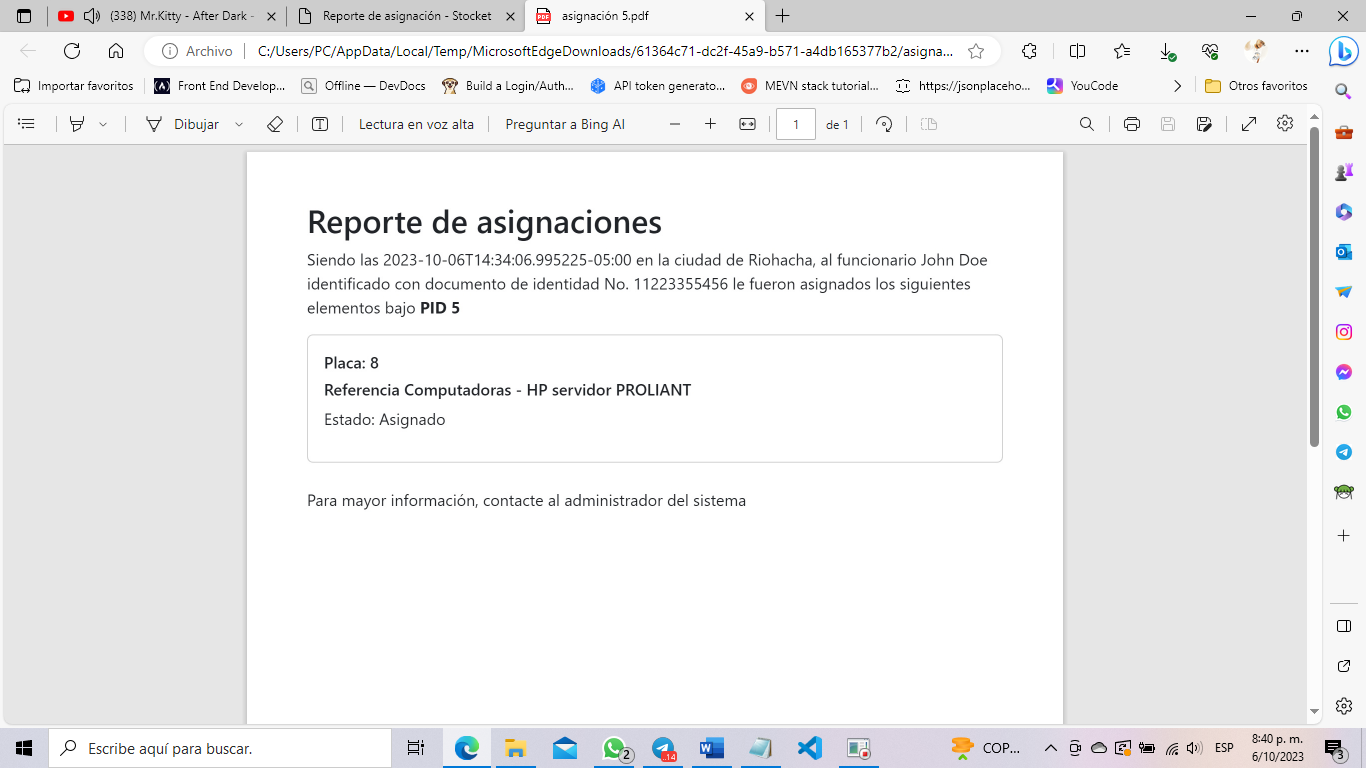 (338) Mr.Kitty - After Dark -
Reporte de asignación - Stocket
asignación 5.pdf
Archivo
C:/Users/PC/AppData/Local/Temp/MicrosoftEdgeDownloads/61364c71-dc2f-45a9-b571-a4db165377b2/asigna...
Importar favoritos
Front End Develop...
Offline — DevDocs
Build a Login/Auth...
API token generato...
MEVN stack tutorial...
https://jsonplaceho...
YouCode
Otros favoritos
Dibujar
Lectura en voz alta
Preguntar a Bing AI
1
de 1
Reporte de asignaciones
Siendo las 2023-10-06T14:34:06.995225-05:00 en la ciudad de Riohacha, al funcionario John Doe
identificado con documento de identidad No. 11223355456 le fueron asignados los siguientes
elementos bajo PID 5
Placa: 8
Referencia Computadoras - HP servidor PROLIANT
Estado: Asignado
Para mayor información, contacte al administrador del sistema
Escribe aquí para buscar.
2
14
COP...
ESP
8:40 p. m.
6/10/2023
3